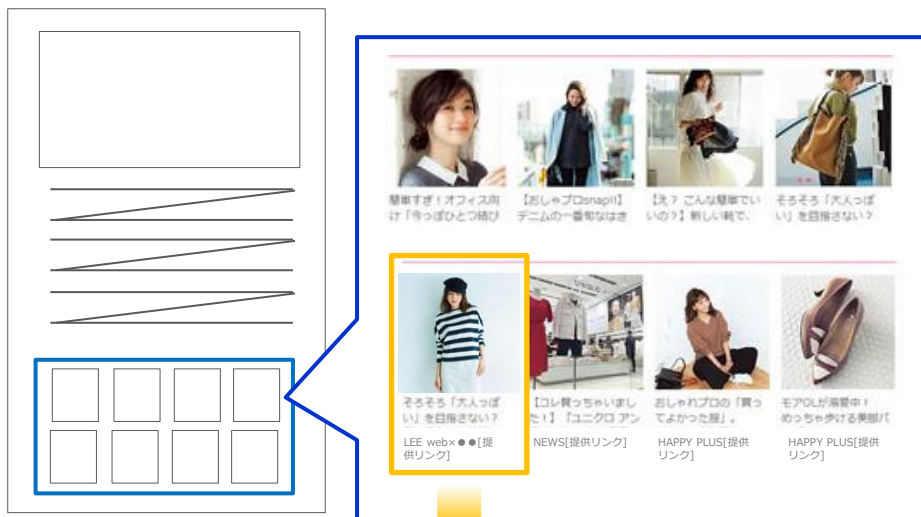 簡単すぎ!オフィス向
け「今っぽひとつ結び
【おしゃプロsnap!!】
デニムの一番旬なはき
【え? こんな簡単でい
いの?】新しい靴で、
そろそろ「大人っぽ
い」を目指さない?
UNIQLO
そろそろ「大人っぽ
い」を目指さない?
LEE web×●●[提
供リンク]
【コレ買っちゃいまし
た!】『ユニクロ アン
NEWS[提供リンク]
おしゃれプロの「買っ
てよかった服」。
HAPPY PLUS[提供
リンク]
モアOLが溺愛中!
めっちゃ歩ける美脚パ
HAPPY PLUS[提供
リンク]